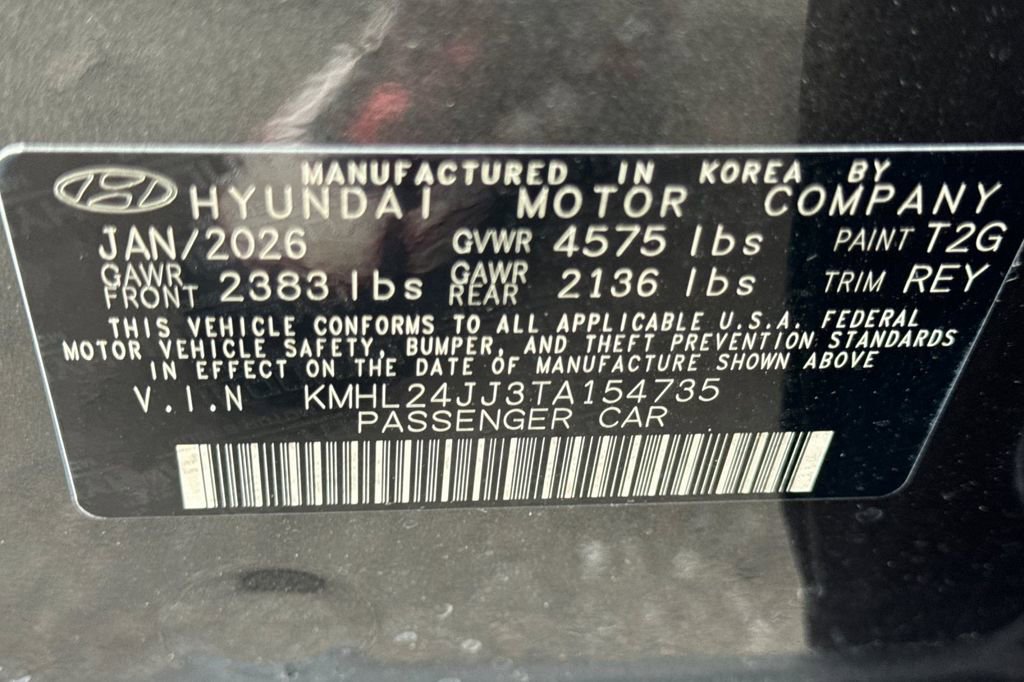 MANUFACTURED IN KOREA BY
HYUNDAI MOTOR COMPANY
JAN/2026 GVWR 4575 lbs PAINT T2G
GAWR FRONT 2383 lbs GAWR REAR 2136 lbs TRIM REY
THIS VEHICLE CONFORMS TO ALL APPLICABLE U.S.A. FEDERAL
MOTOR VEHICLE SAFETY, BUMPER, AND THEFT PREVENTION STANDARDS
IN EFFECT ON THE DATE OF MANUFACTURE SHOWN ABOVE
V.I.N KMHL24JJ3TA154735
PASSENGER CAR